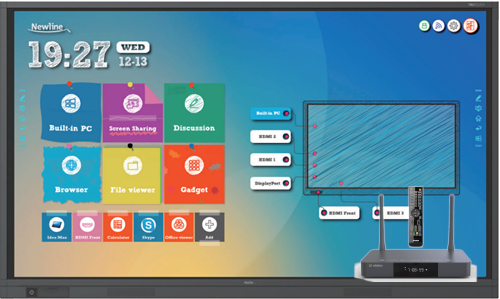 Newline
19:27
WED
12-13
Built-in PC
Screen Sharing
Discussion
Browser
File viewer
Gadget
Idea Max
HDMI Front
Calculator
Skype
Office viewer
Add
Built-in PC
HDMI 2
HDMI 1
DisplayPort
HDMI Front
HDMI 3